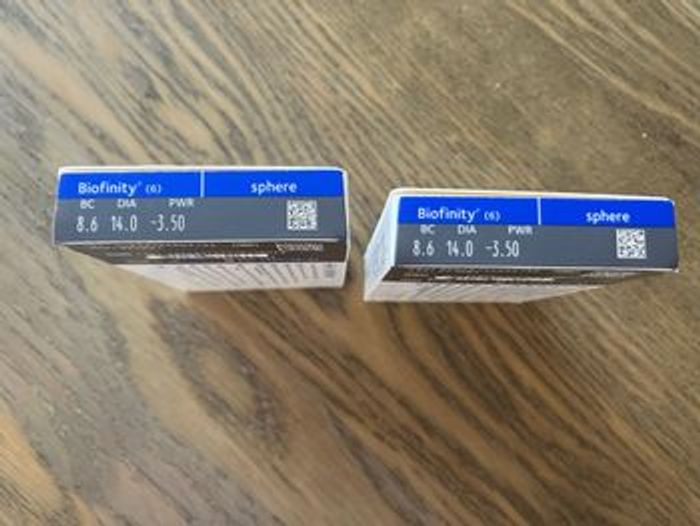 Biofinity® (6) sphere
BC DIA PWR
8.6 14.0 -3.50
Biofinity® (6) sphere
BC DIA PWR
8.6 14.0 -3.50